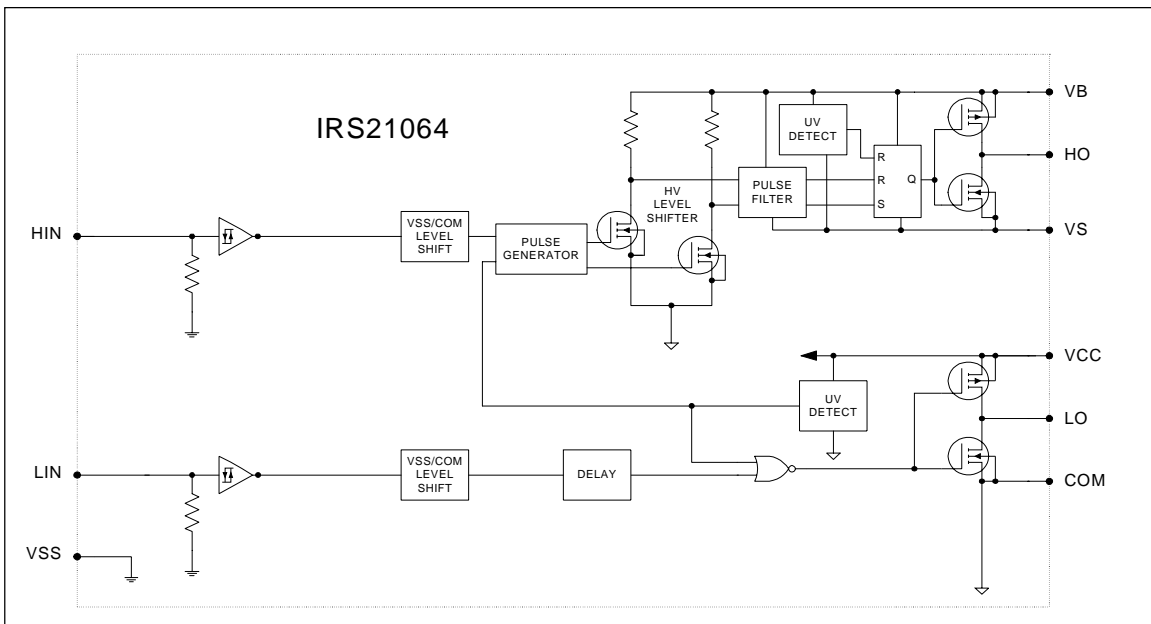 IRS21064
VB
UV
DETECT
HO
R
R
Q
S
PULSE
FILTER
HV
LEVEL
SHIFTER
VS
HIN
VSS/COM
LEVEL
SHIFT
PULSE
GENERATOR
VCC
UV
DETECT
LO
LIN
VSS/COM
LEVEL
SHIFT
DELAY
COM
VSS